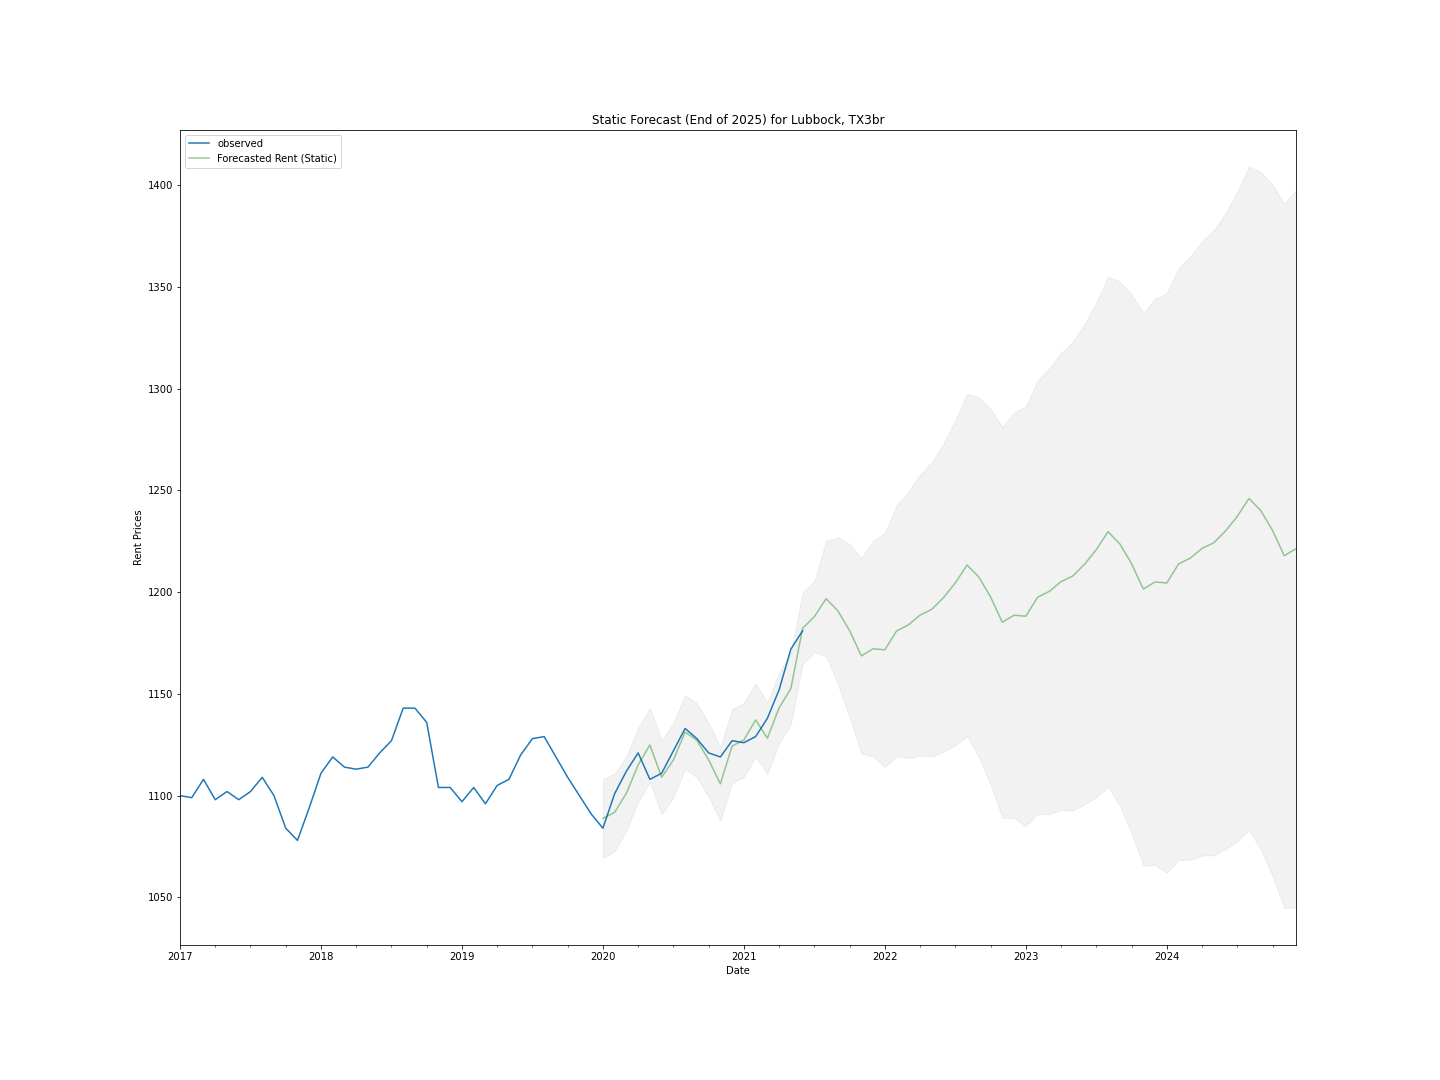 Static Forecast (End of 2025) for Lubbock, TX3br
observed
Forecasted Rent (Static)
1400
1350
1300
1250
1200
1150
1100
1050
Rent Prices
2017 2018 2019 2020 2021 2022 2023 2024
Date